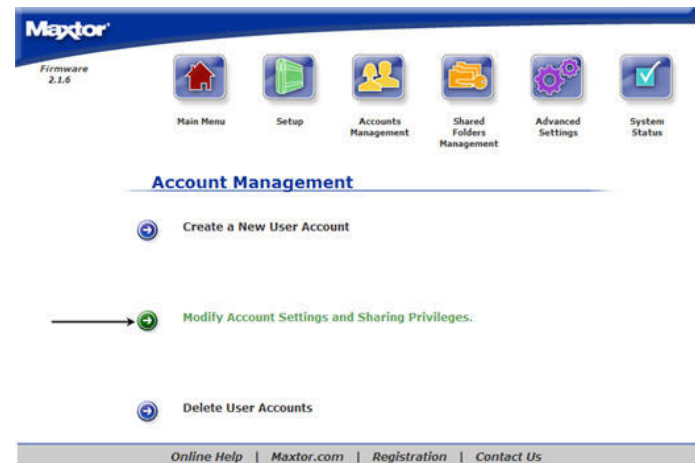 Maxtor
Firmware
2.1.6
Main Menu
Setup
Accounts
Management
Shared
Folders
Management
Advanced
Settings
System
Status
Account Management
Create a New User Account
Modify Account Settings and Sharing Privileges.
Delete User Accounts
Online Help | Maxtor.com | Registration | Contact Us